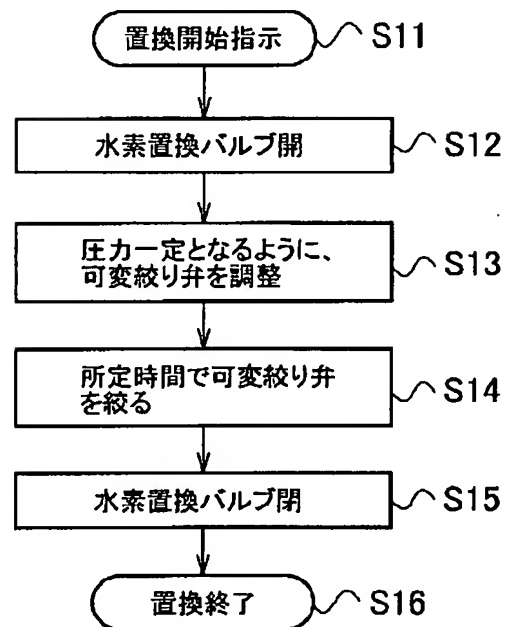 置換開始指示 S11
水素置換バルブ開 S12
圧力一定となるように、
可変絞り弁を調整 S13
所定時間で可変絞り弁
を絞る S14
水素置換バルブ閉 S15
置換終了 S16